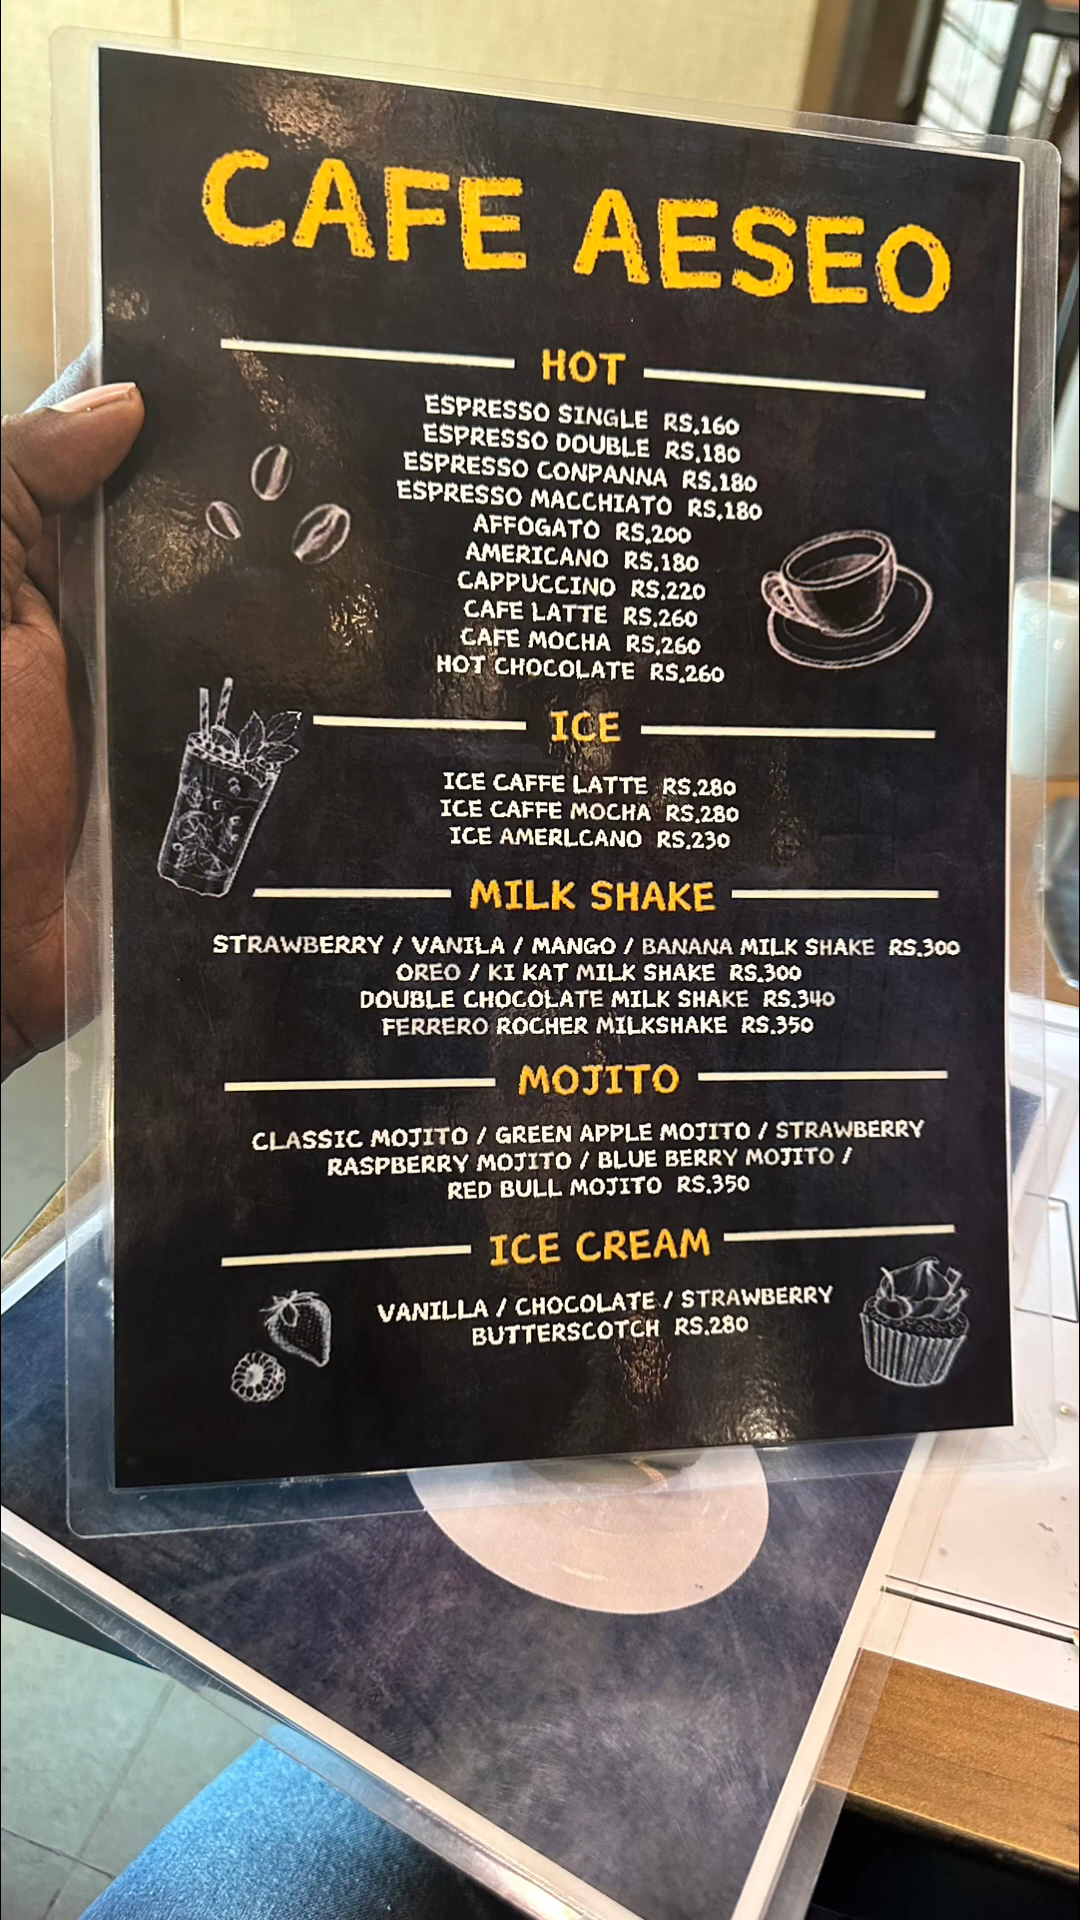 CAFE AESEO
HOT
ESPRESSO SINGLE RS.160
ESPRESSO DOUBLE RS.180
ESPRESSO CONPANNA RS.180
ESPRESSO MACCHIATO RS.180
AFFOGATO RS.200
AMERICANO RS.180
CAPPUCCINO RS.220
CAFE LATTE RS.260
CAFE MOCHA RS.260
HOT CHOCOLATE RS.260
ICE
ICE CAFFE LATTE RS.280
ICE CAFFE MOCHA RS.280
ICE AMERLCANO RS.230
MILK SHAKE
STRAWBERRY / VANILA / MANGO / BANANA MILK SHAKE RS.300
OREO / KI KAT MILK SHAKE RS.300
DOUBLE CHOCOLATE MILK SHAKE RS.340
FERRERO ROCHER MILKSHAKE RS.350
MOJITO
CLASSIC MOJITO / GREEN APPLE MOJITO / STRAWBERRY
RASPBERRY MOJITO / BLUE BERRY MOJITO /
RED BULL MOJITO RS.350
ICE CREAM
VANILLA / CHOCOLATE / STRAWBERRY
BUTTERSCOTCH RS.280